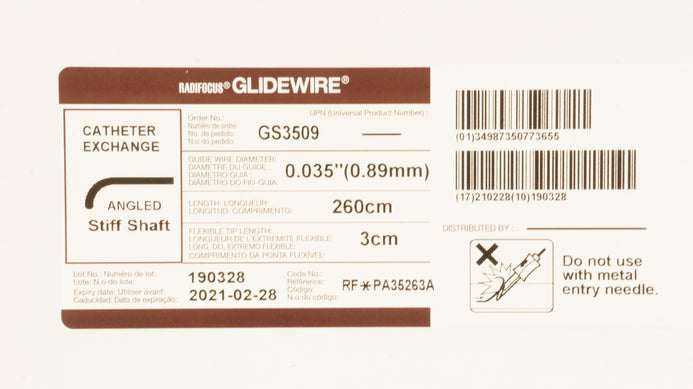 RADIFOCUS® GLIDEWIRE®
CATHETER
EXCHANGE
ANGLED
Stiff Shaft
Order No.:
Numéro de ordre:
No. de pedido:
N.o do pedido:
GS3509
UPN (Universal Product Number) :
GUIDE WIRE DIAMETER:
DIAMETRE DU GUIDE :
DIÁMETRO GUIA :
DIÂMETRO DO FIO-GUIA:
0.035"(0.89mm)
LENGTH: LONGUEUR:
LONGITUD: COMPRIMENTO:
260cm
FLEXIBLE TIP LENGTH:
LONGUEUR DE L'EXTREMITE FLEXIBLE:
LONG. DEL EXTREMO FLEXIBLE:
COMPRIMENTO DA PONTA FLEXÍVEL:
3cm
Lot No.: Numéro de lot:
Lote: N.o do lote:
190328
Expiry date: Utiliser avant:
Caducidad: Data de expiração:
2021-02-28
Code No.:
Référence:
Código:
N.o do código:
RF*PA35263A
(01)34987350773655
(17)210228(10)190328
DISTRIBUTED BY :
Do not use
with metal
entry needle.